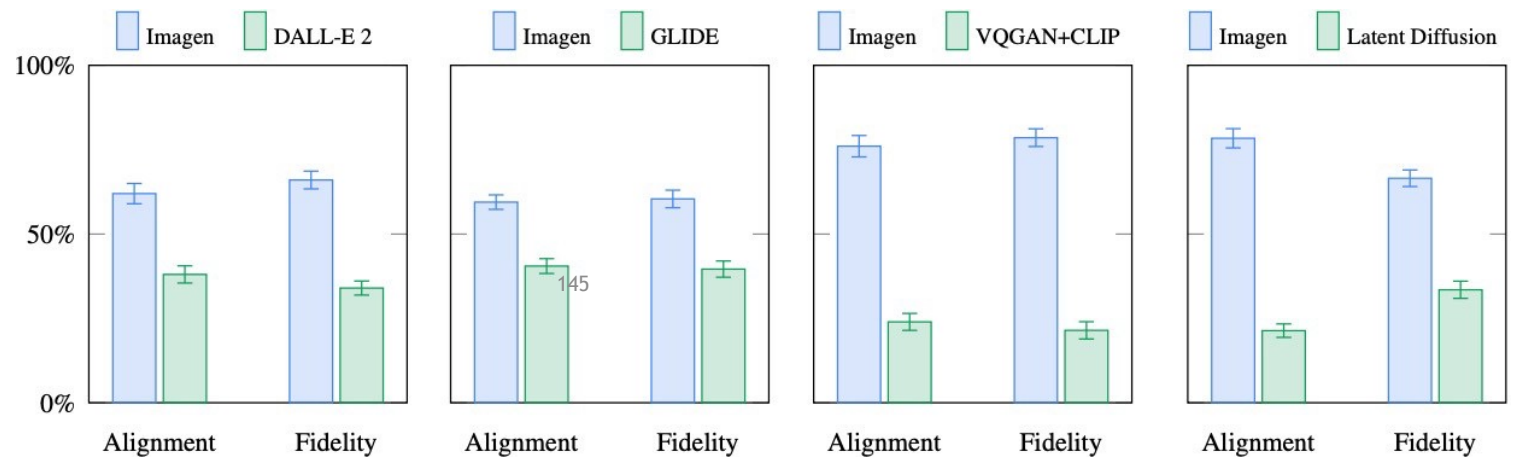 Imagen DALL-E 2 Imagen GLIDE Imagen VQGAN+CLIP Imagen Latent Diffusion
100%
50%
145
0%
Alignment Fidelity Alignment Fidelity Alignment Fidelity Alignment Fidelity